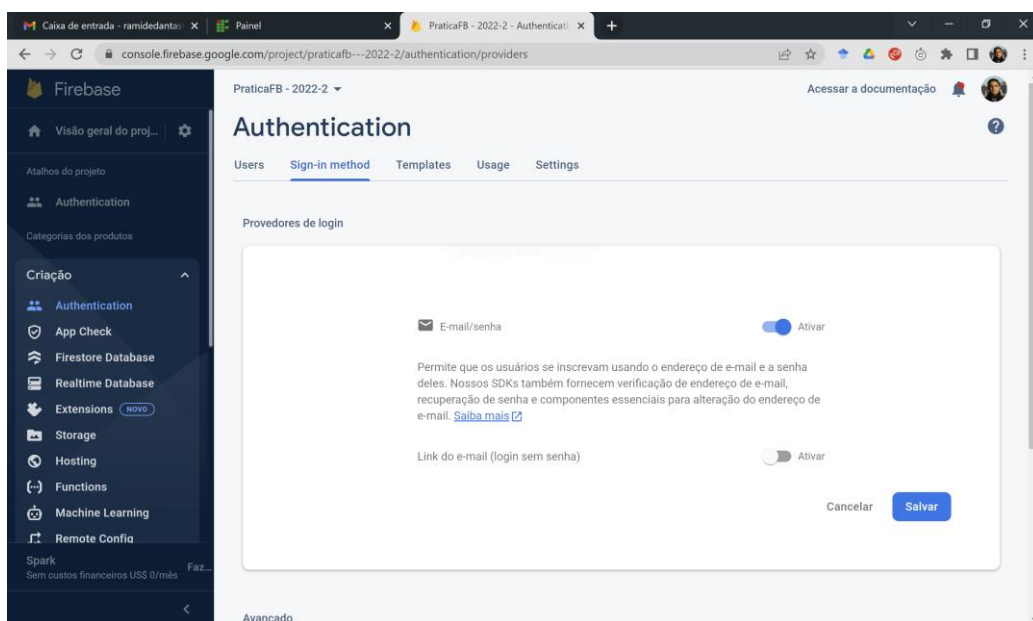 Caixa de entrada - ramidedantas
Painel
PraticaFB - 2022-2 - Authenticati
console.firebase.google.com/project/praticafb---2022-2/authentication/providers
Firebase
PraticaFB - 2022-2
Acessar a documentação
Visão geral do proj...
Authentication
Users Sign-in method Templates Usage Settings
Atalhos do projeto
Authentication
Categorias dos produtos
Provedores de login
Criação
Authentication
App Check
Firestore Database
Realtime Database
Extensions NOVO
Storage
Hosting
Functions
Machine Learning
Remote Config
Spark
Sem custos financeiros US$ 0/mês
Faz...
E-mail/senha
Ativar
Permite que os usuários se inscrevam usando o endereço de e-mail e a senha
deles. Nossos SDKs também fornecem verificação de endereço de e-mail,
recuperação de senha e componentes essenciais para alteração do endereço de
e-mail. Saiba mais
Link do e-mail (login sem senha)
Ativar
Cancelar
Salvar
Avançado